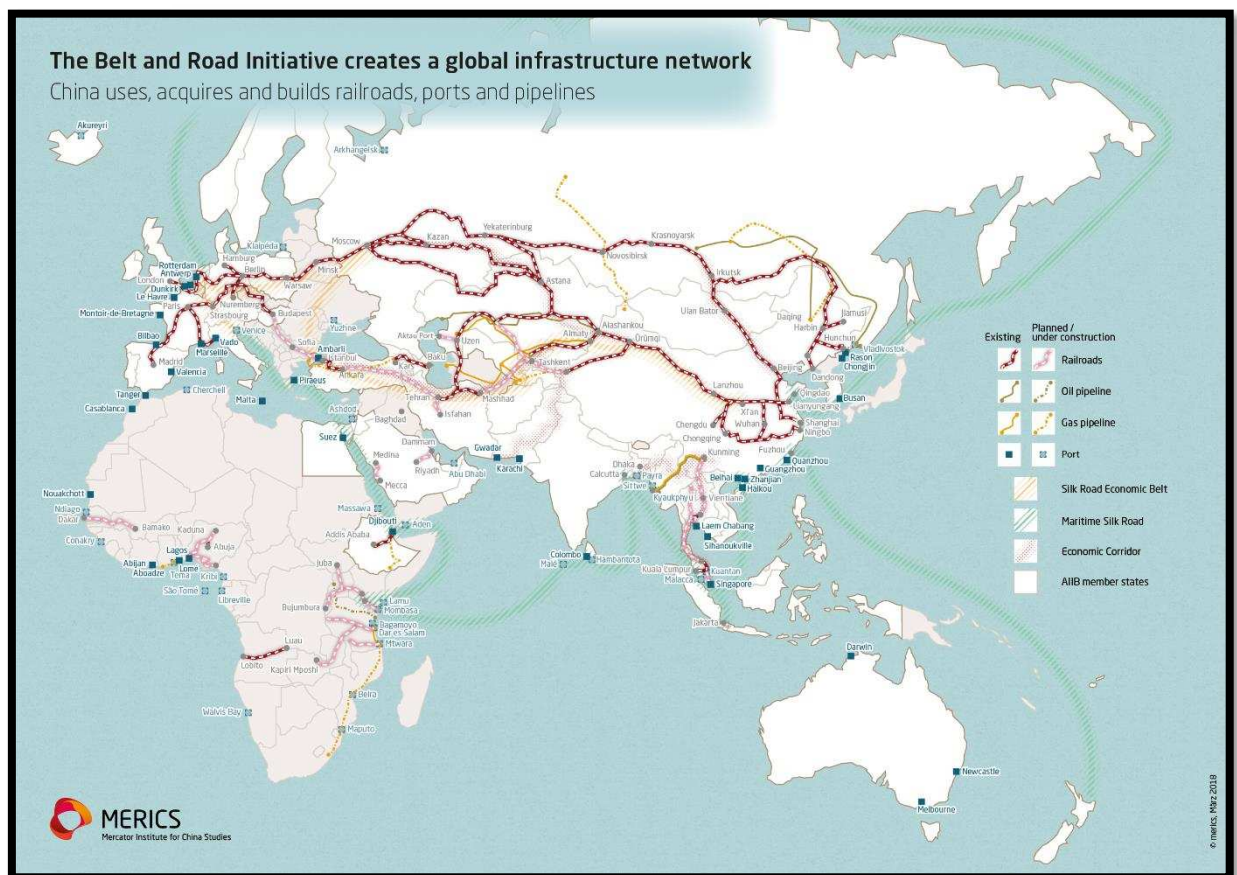 The Belt and Road Initiative creates a global infrastructure network
China uses, acquires and builds railroads, ports and pipelines
Akureyri
Arkhangelsk
Klaipėda
Moscow
Kazan
Yekaterinburg
Krasnoyarsk
Novosibirsk
Hamburg
Rotterdam
Antwerp
London
Dunkirk
Le Havre
Paris
Berlin
Minsk
Warsaw
Astana
Irkutsk
Montoir-de-Bretagne
Strasbourg
Nuremberg
Budapest
Ulan Bator
Daqing
Harbin
Jiamusi
Bilbao
Venice
Vado
Yuzhne
Aktau Port
Uzen
Almaty
Alashankou
Ürümqi
Hunchun
Vladivostok
Madrid
Marseille
Sofia
Ambarli
Istanbul
Baku
Kars
Tashkent
Rason
Chongjin
Beijing
Dandong
Valencia
Piraeus
Ankara
Tehran
Mashhad
Lanzhou
Qingdao
Lianyungang
Busan
Tanger
Cherchell
Malta
Casablanca
Ashdod
Baghdad
Isfahan
Xi'an
Wuhan
Shanghai
Ningbo
Chengdu
Chongqing
Suez
Dammam
Medina
Riyadh
Abu Dhabi
Mecca
Gwadar
Karachi
Dhaka
Calcutta
Payra
Sittwe
Kyaukphyu
Kunming
Fuzhou
Quanzhou
Guangzhou
Beihai
Zhanjian
Haikou
Vientiane
Nouakchott
Ndiago
Dakar
Bamako
Kaduna
Abuja
Conakry
Massawa
Djibouti
Aden
Addis Ababa
Laem Chabang
Sihanoukville
Lagos
Abijan
Aboadre
Lome
Tema
Kribi
São Tomé
Libreville
Juba
Colombo
Hambantota
Malé
Kuala Lumpur
Kuantan
Malacca
Singapore
Bujumbura
Lamu
Mombasa
Bagamoyo
Dar es Salam
Mtwara
Jakarta
Luau
Lobito
Kapiri Mposhi
Darwin
Beira
Walvis Bay
Maputo
Newcastle
Melbourne
Existing
Planned /
under construction
Railroads
Oil pipeline
Gas pipeline
Port
Silk Road Economic Belt
Maritime Silk Road
Economic Corridor
AIIB member states
MERICS
Mercator Institute for China Studies
© merics, März 2018